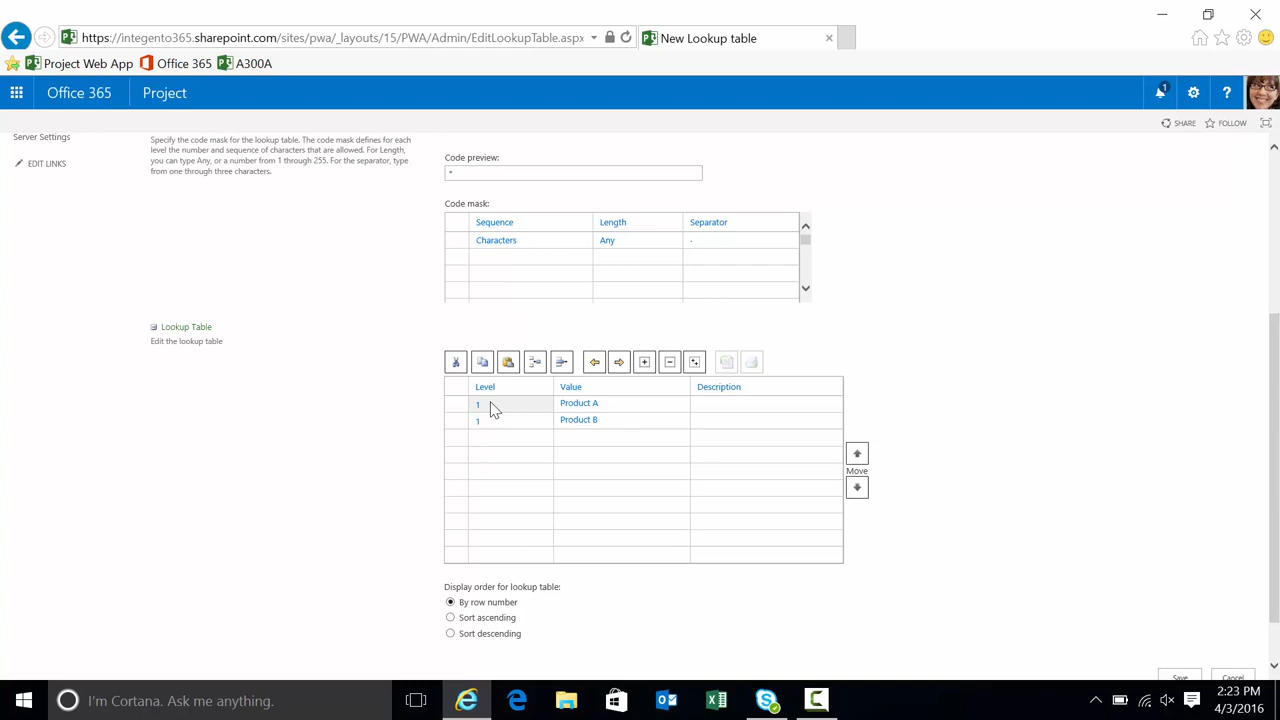 https://integento365.sharepoint.com/sites/pwa/_layouts/15/PWA/Admin/EditLookupTable.aspx
New Lookup table
Project Web App
Office 365
A300A
Office 365
Project
1
?
SHARE
FOLLOW
Server Settings
EDIT LINKS
Specify the code mask for the lookup table. The code mask defines for each
level the number and sequence of characters that are allowed. For Length,
you can type Any, or a number from 1 through 255. For the separator, type
from one through three characters.
Code preview:
*
Code mask:
Sequence Length Separator
Characters Any .
Lookup Table
Edit the lookup table
Level Value Description
1 Product A
1 Product B
Move
Display order for lookup table:
By row number
Sort ascending
Sort descending
Save Cancel
I'm Cortana. Ask me anything.
2:23 PM
4/3/2016